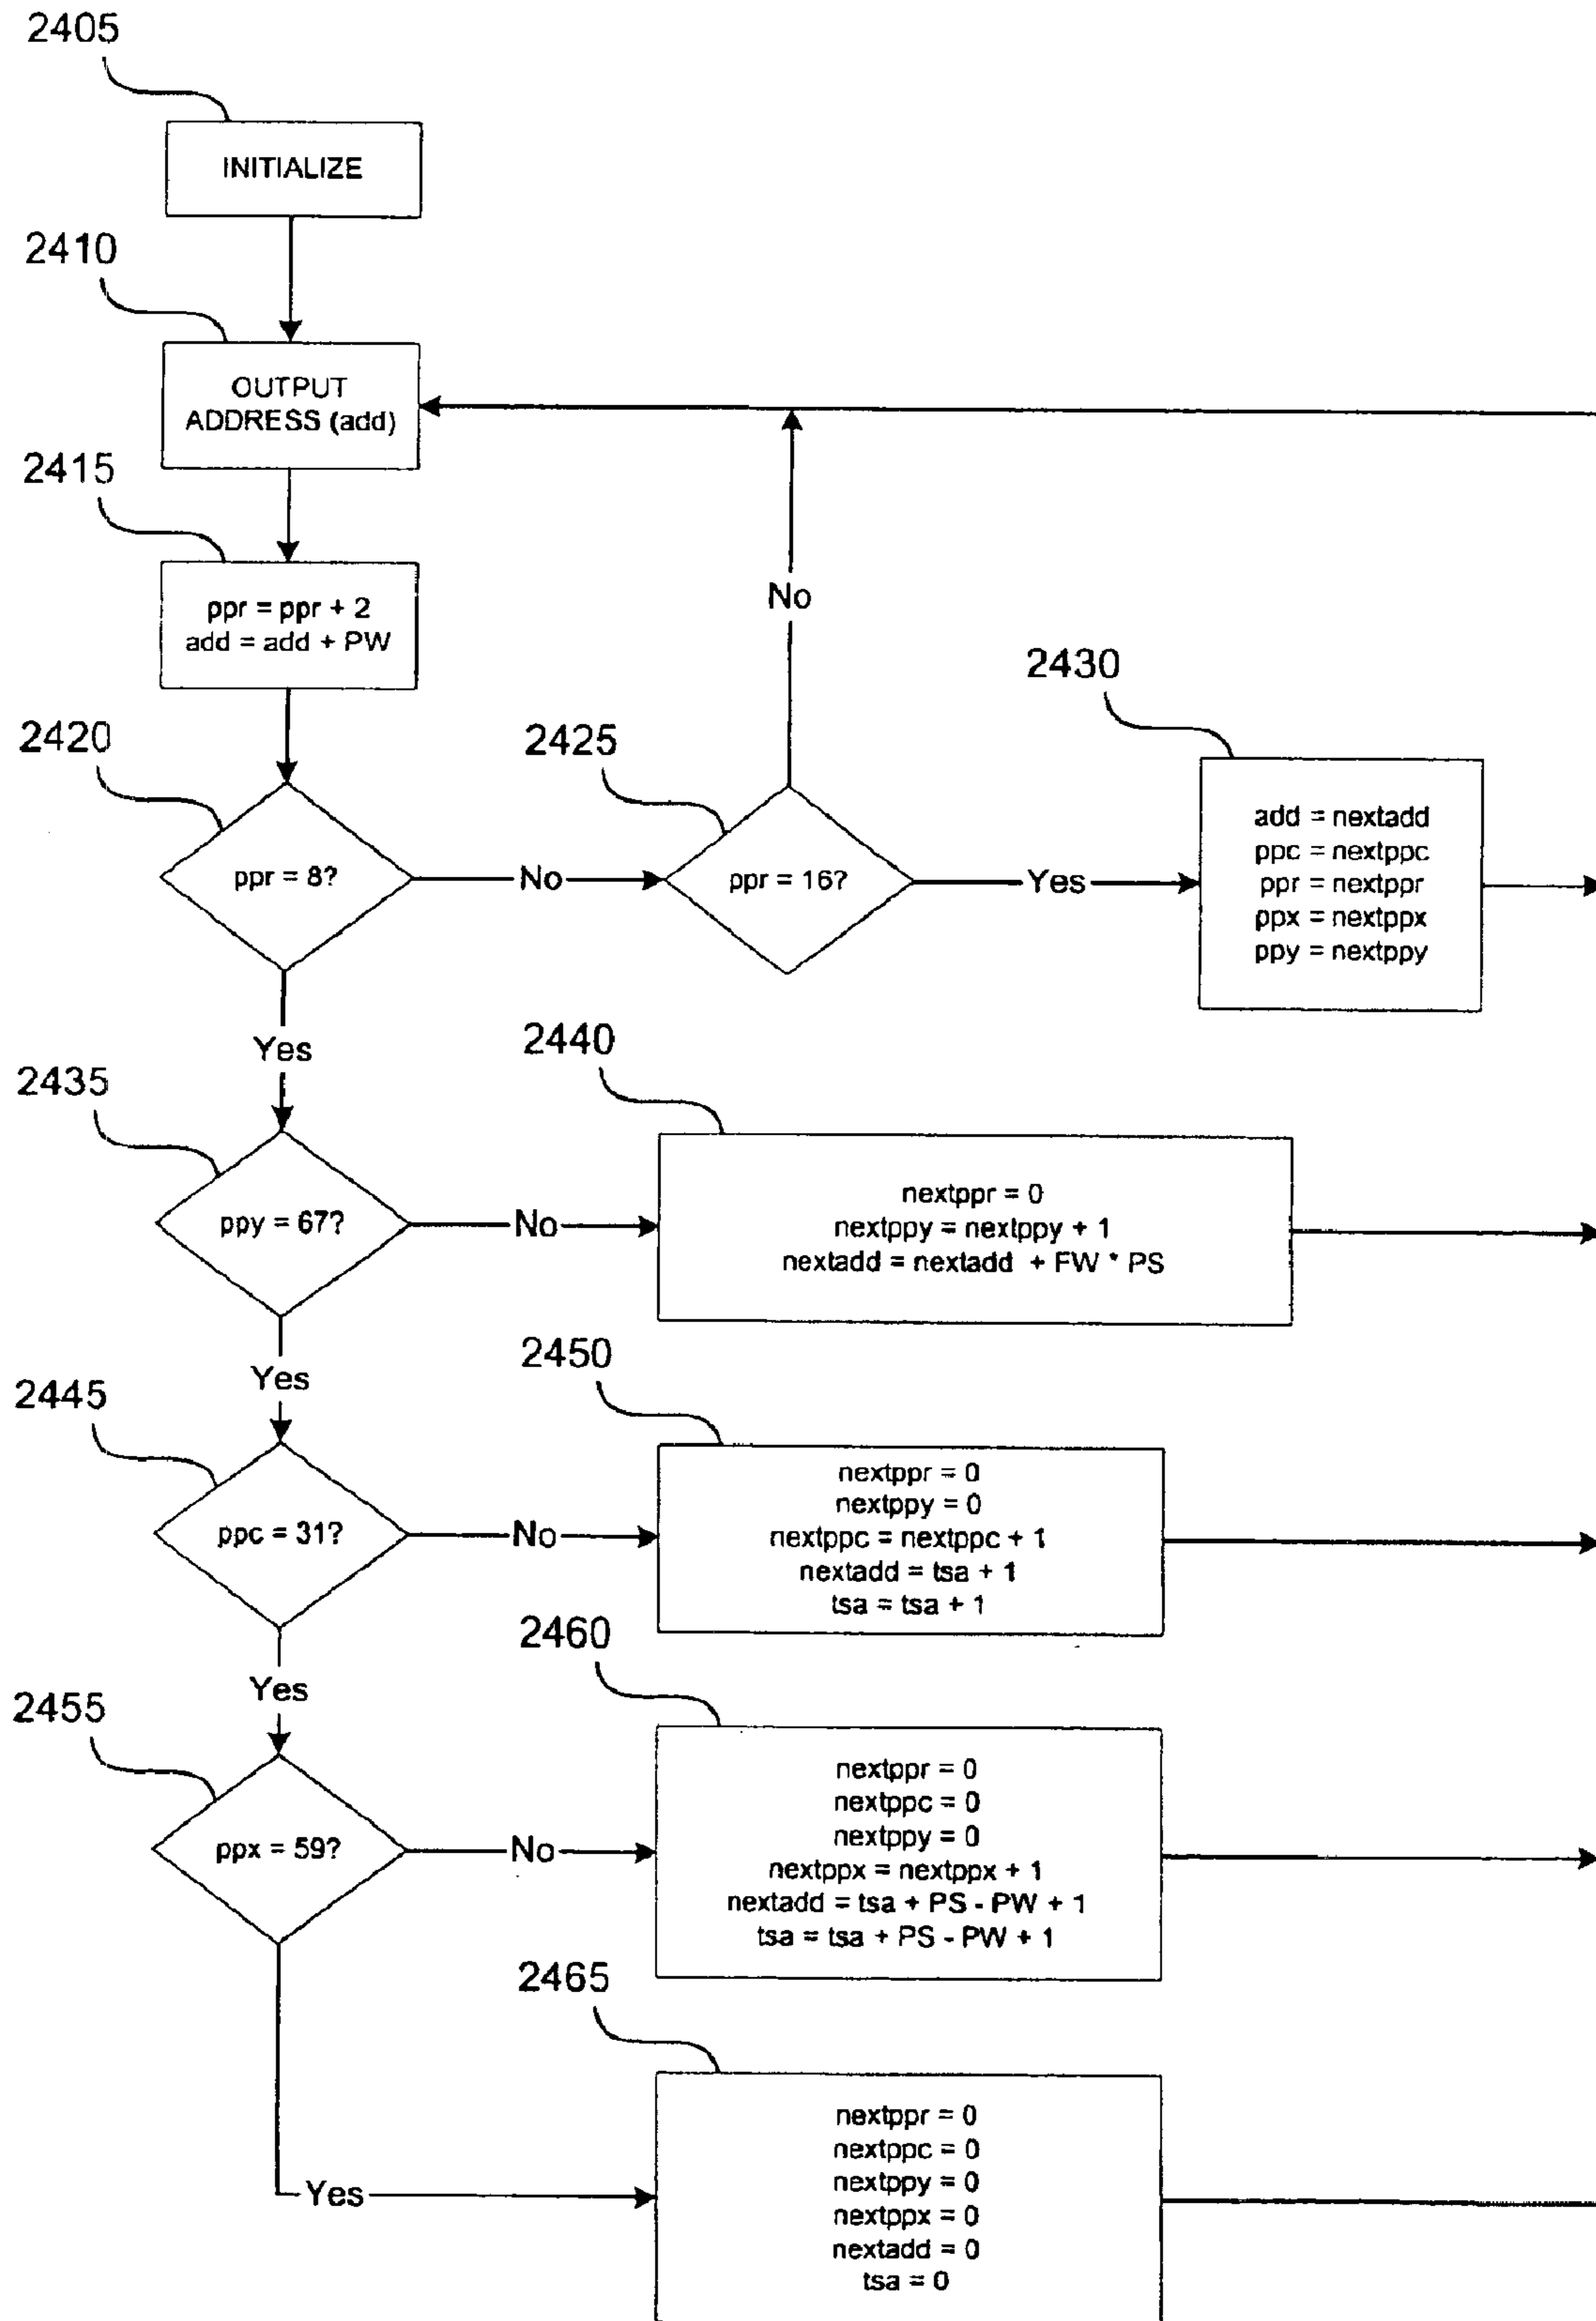 2405
INITIALIZE
2410
OUTPUT
ADDRESS (add)
2415
ppr = ppr + 2
add = add + PW
No
2420
ppr = 8?
No
2425
ppr = 16?
Yes
2430
add = nextadd
ppc = nextppc
ppr = nextppr
ppx = nextppx
ppy = nextppy
Yes
2435
ppy = 67?
No
2440
nextppr = 0
nextppy = nextppy + 1
nextadd = nextadd + FW * PS
Yes
2445
ppc = 31?
No
2450
nextppr = 0
nextppy = 0
nextppc = nextppc + 1
nextadd = tsa + 1
tsa = tsa + 1
Yes
2455
ppx = 59?
No
2460
nextppr = 0
nextppc = 0
nextppy = 0
nextppx = nextppx + 1
nextadd = tsa + PS - PW + 1
tsa = tsa + PS - PW + 1
Yes
2465
nextppr = 0
nextppc = 0
nextppy = 0
nextppx = 0
nextadd = 0
tsa = 0